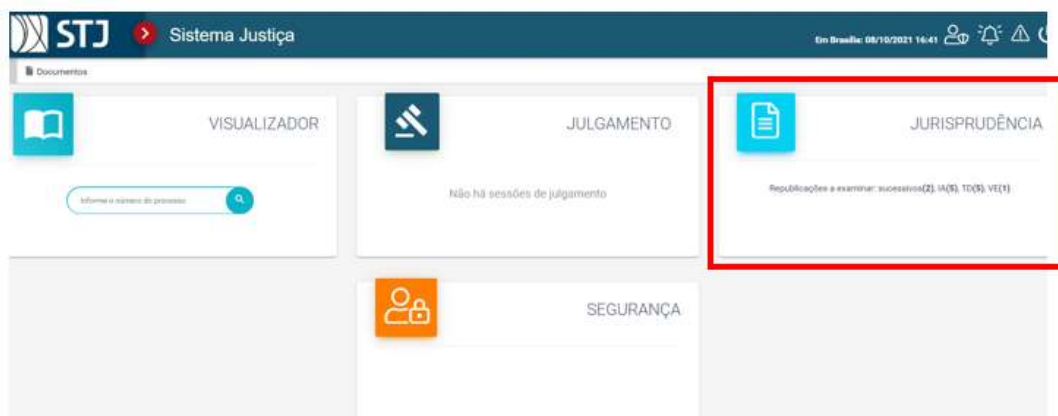 STJ Sistema Justiça
Em Brasília: 08/10/2021 16:41
Documentos
VISUALIZADOR
Informe o número do processo
JULGAMENTO
Não há sessões de julgamento
JURISPRUDÊNCIA
Republicações a examinar: sucessivos(2), IA(5), TD(5), VE(1)
SEGURANÇA